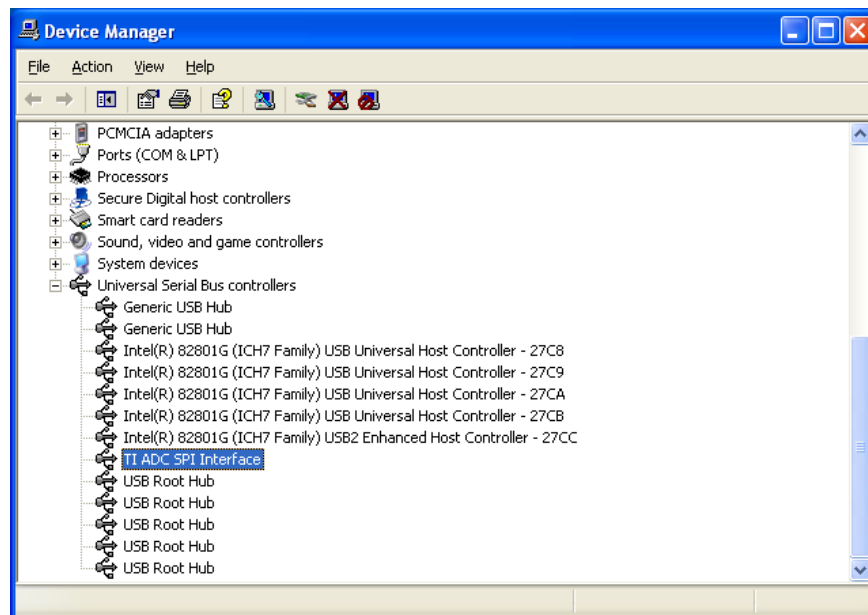 Device Manager
File Action View Help
PCMCIA adapters
Ports (COM & LPT)
Processors
Secure Digital host controllers
Smart card readers
Sound, video and game controllers
System devices
Universal Serial Bus controllers
Generic USB Hub
Generic USB Hub
Intel(R) 82801G (ICH7 Family) USB Universal Host Controller - 27C8
Intel(R) 82801G (ICH7 Family) USB Universal Host Controller - 27C9
Intel(R) 82801G (ICH7 Family) USB Universal Host Controller - 27CA
Intel(R) 82801G (ICH7 Family) USB Universal Host Controller - 27CB
Intel(R) 82801G (ICH7 Family) USB2 Enhanced Host Controller - 27CC
TI ADC SPI Interface
USB Root Hub
USB Root Hub
USB Root Hub
USB Root Hub
USB Root Hub